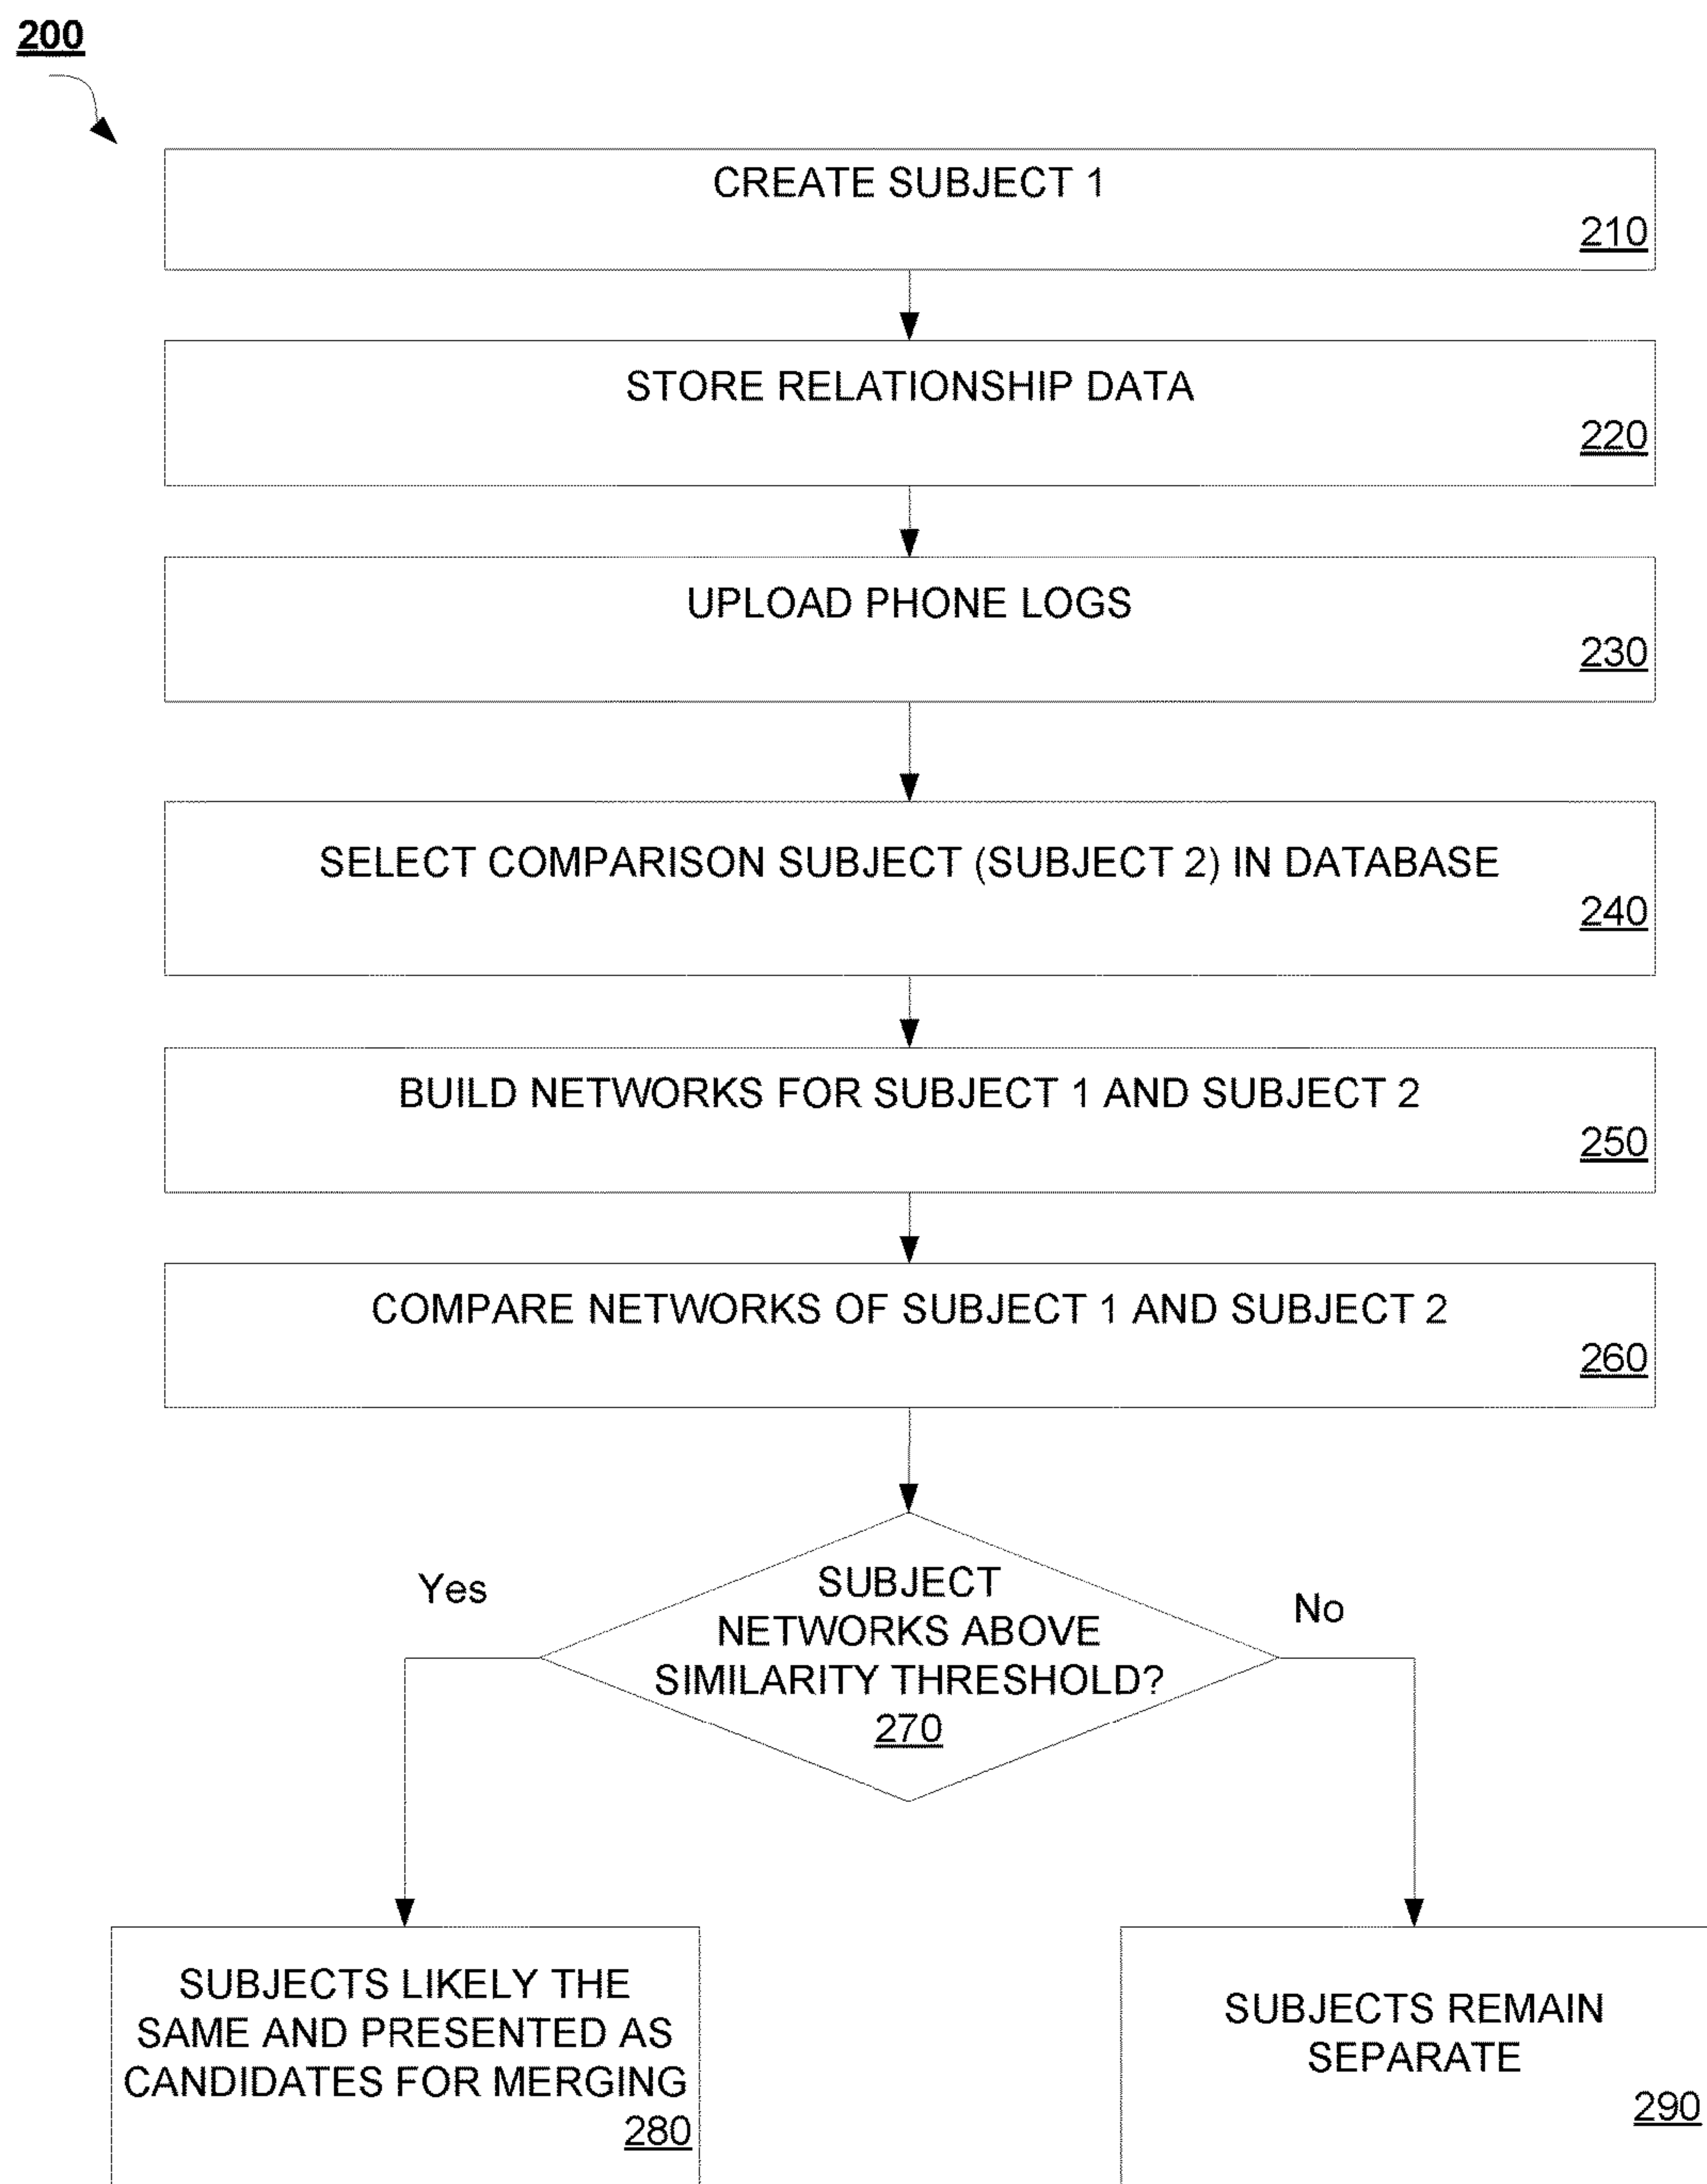 200
CREATE SUBJECT 1
210
STORE RELATIONSHIP DATA
220
UPLOAD PHONE LOGS
230
SELECT COMPARISON SUBJECT (SUBJECT 2) IN DATABASE
240
BUILD NETWORKS FOR SUBJECT 1 AND SUBJECT 2
250
COMPARE NETWORKS OF SUBJECT 1 AND SUBJECT 2
260
SUBJECT
NETWORKS ABOVE
SIMILARITY THRESHOLD?
270
Yes
No
SUBJECTS LIKELY THE
SAME AND PRESENTED AS
CANDIDATES FOR MERGING
280
SUBJECTS REMAIN
SEPARATE
290